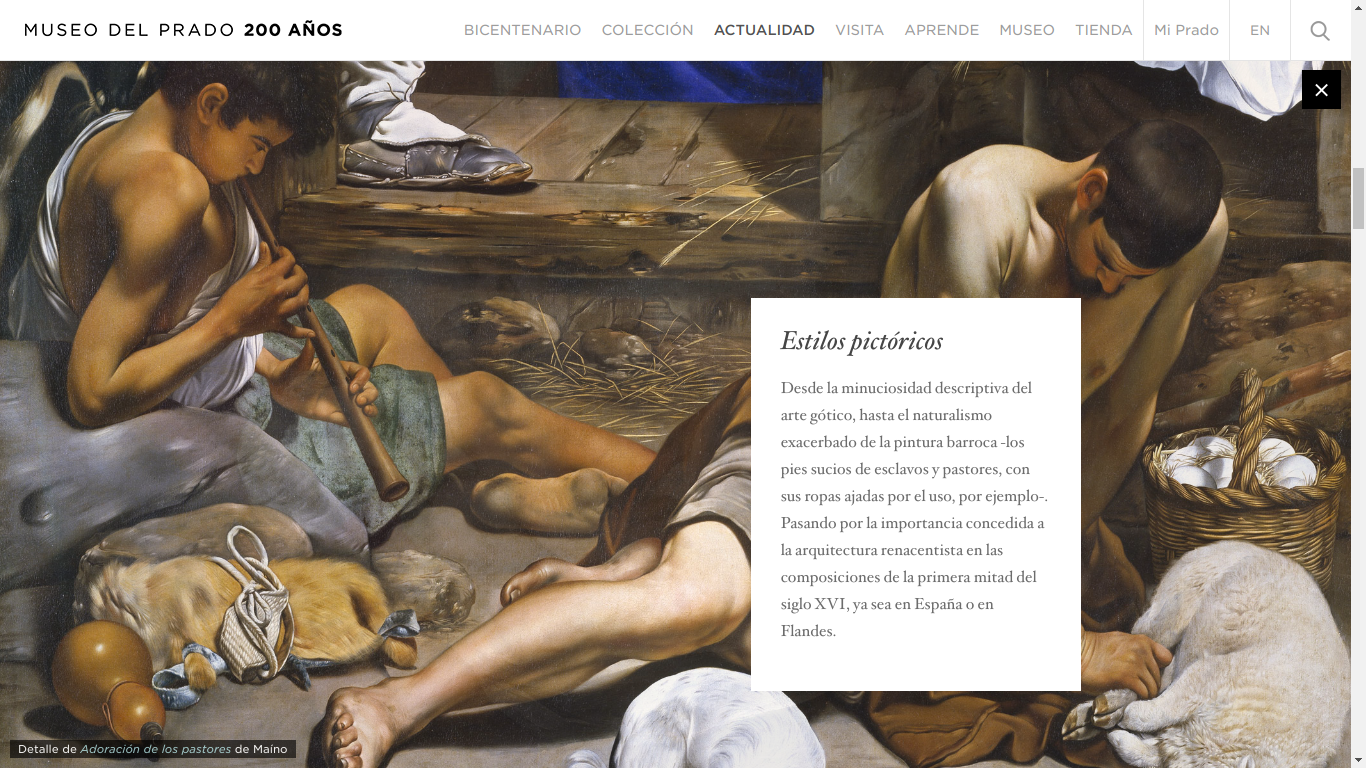 MUSEO DEL PRADO 200 AÑOS
BICENTENARIO COLECCIÓN ACTUALIDAD VISITA APRENDE MUSEO TIENDA Mi Prado EN
Estilos pictóricos
Desde la minuciosidad descriptiva del
arte gótico, hasta el naturalismo
exacerbado de la pintura barroca -los
pies sucios de esclavos y pastores, con
sus ropas ajadas por el uso, por ejemplo-.
Pasando por la importancia concedida a
la arquitectura renacentista en las
composiciones de la primera mitad del
siglo XVI, ya sea en España o en
Flandes.
Detalle de Adoración de los pastores de Maíno